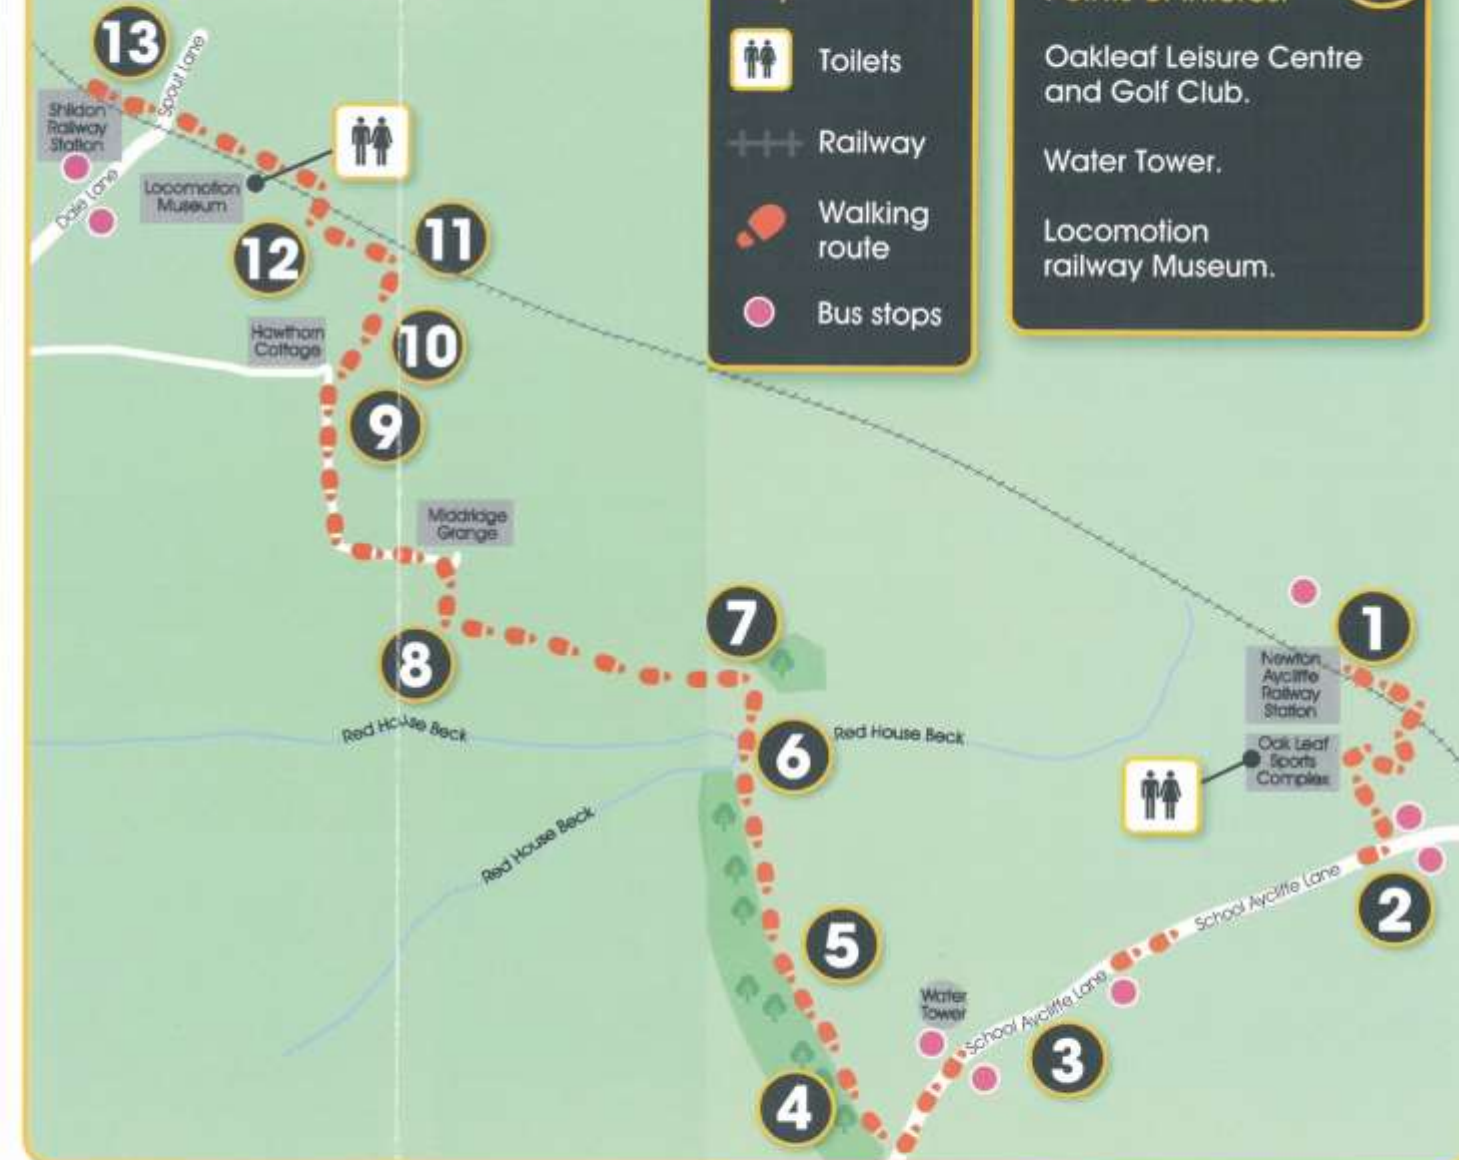 13
Spout Lane
Shildon
Railway
Station
Dale Lane
Locomotion
Museum
12
11
10
Hawthorn
Cottage
9
Middridge
Grange
8
7
Red House Beck
6
Red House Beck
Red House Beck
5
4
Water
Tower
School Aycliffe Lane
3
School Aycliffe Lane
2
1
Newton
Aycliffe
Railway
Station
Oak Leaf
Sports
Complex
Toilets
Railway
Walking
route
Bus stops
Points of interest
Oakleaf Leisure Centre
and Golf Club.
Water Tower.
Locomotion
railway Museum.